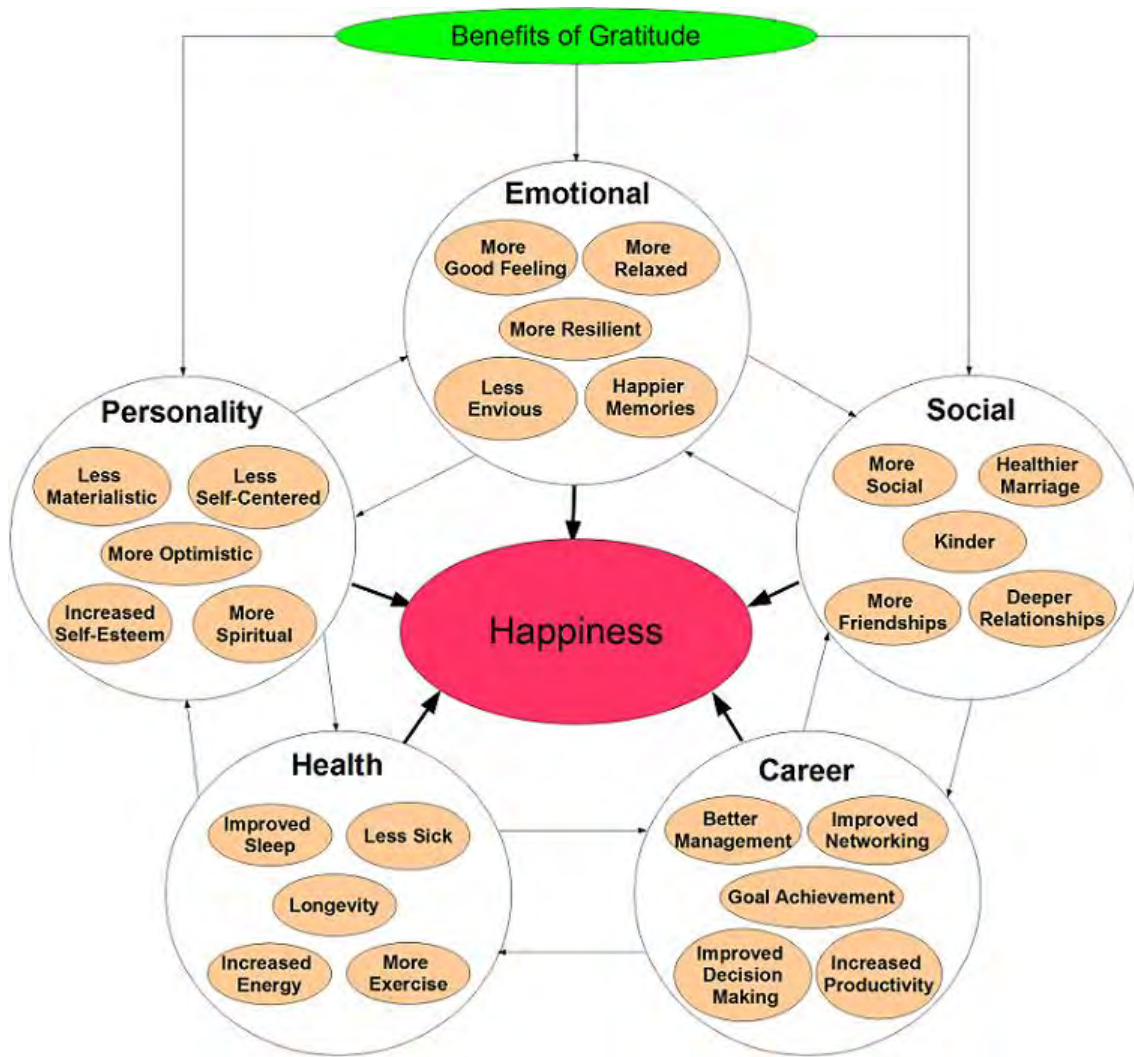 Benefits of Gratitude
Emotional
More
Good Feeling
More
Relaxed
More Resilient
Less
Envious
Happier
Memories
Personality
Less
Materialistic
Less
Self-Centered
More Optimistic
Increased
Self-Esteem
More
Spiritual
Social
More
Social
Healthier
Marriage
Kinder
More
Friendships
Deeper
Relationships
Happiness
Health
Improved
Sleep
Less Sick
Longevity
Increased
Energy
More
Exercise
Career
Better
Management
Improved
Networking
Goal Achievement
Improved
Decision
Making
Increased
Productivity